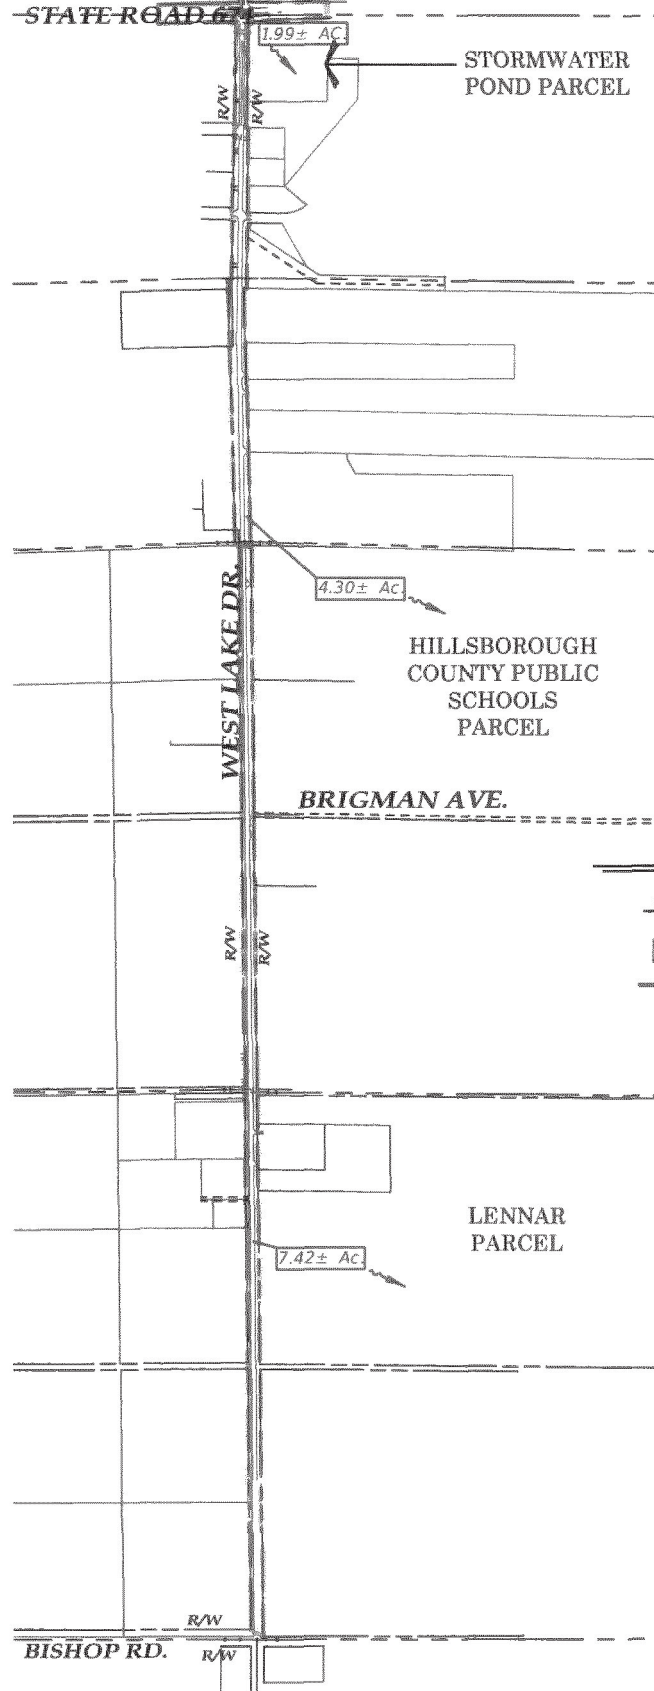 STATE ROAD 674
1.99± AC.
STORMWATER
POND PARCEL
R/W
R/W
4.30± Ac.
WEST LAKE DR.
HILLSBOROUGH
COUNTY PUBLIC
SCHOOLS
PARCEL
BRIGMAN AVE.
R/W
R/W
LENNAR
PARCEL
7.42± Ac.
R/W
BISHOP RD.
R/W